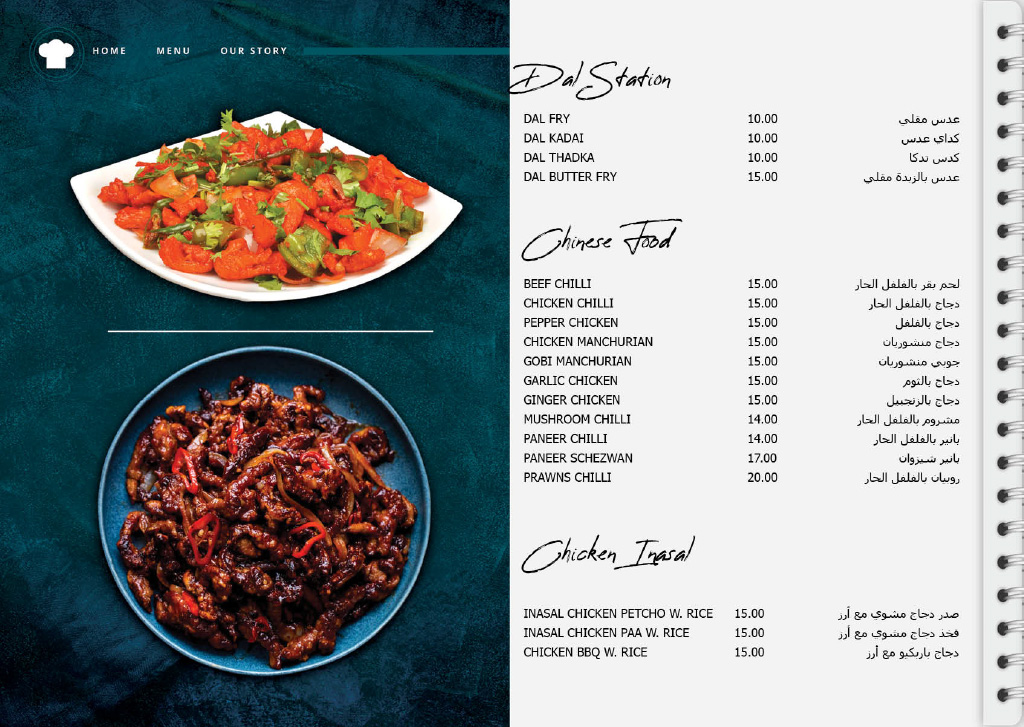 HOME MENU OUR STORY
Dal Station
DAL FRY 10.00 عدس مقلي
DAL KADAI 10.00 كداي عدس
DAL THADKA 10.00 كدس تدكا
DAL BUTTER FRY 15.00 عدس بالزبدة مقلي
Chinese Food
BEEF CHILLI 15.00 لحم بقر بالفلفل الحار
CHICKEN CHILLI 15.00 دجاج بالفلفل الحار
PEPPER CHICKEN 15.00 دجاج بالفلفل
CHICKEN MANCHURIAN 15.00 دجاج منشوريان
GOBI MANCHURIAN 15.00 جوبي منشوريان
GARLIC CHICKEN 15.00 دجاج بالثوم
GINGER CHICKEN 15.00 دجاج بالزنجبيل
MUSHROOM CHILLI 14.00 مشروم بالفلفل الحار
PANEER CHILLI 14.00 بانير بالفلفل الحار
PANEER SCHEZWAN 17.00 بانير شيزوان
PRAWNS CHILLI 20.00 روبيان بالفلفل الحار
Chicken Inasal
INASAL CHICKEN PETCHO W. RICE 15.00 صدر دجاج مشوي مع أرز
INASAL CHICKEN PAA W. RICE 15.00 فخذ دجاج مشوي مع أرز
CHICKEN BBQ W. RICE 15.00 دجاج باربكيو مع أرز